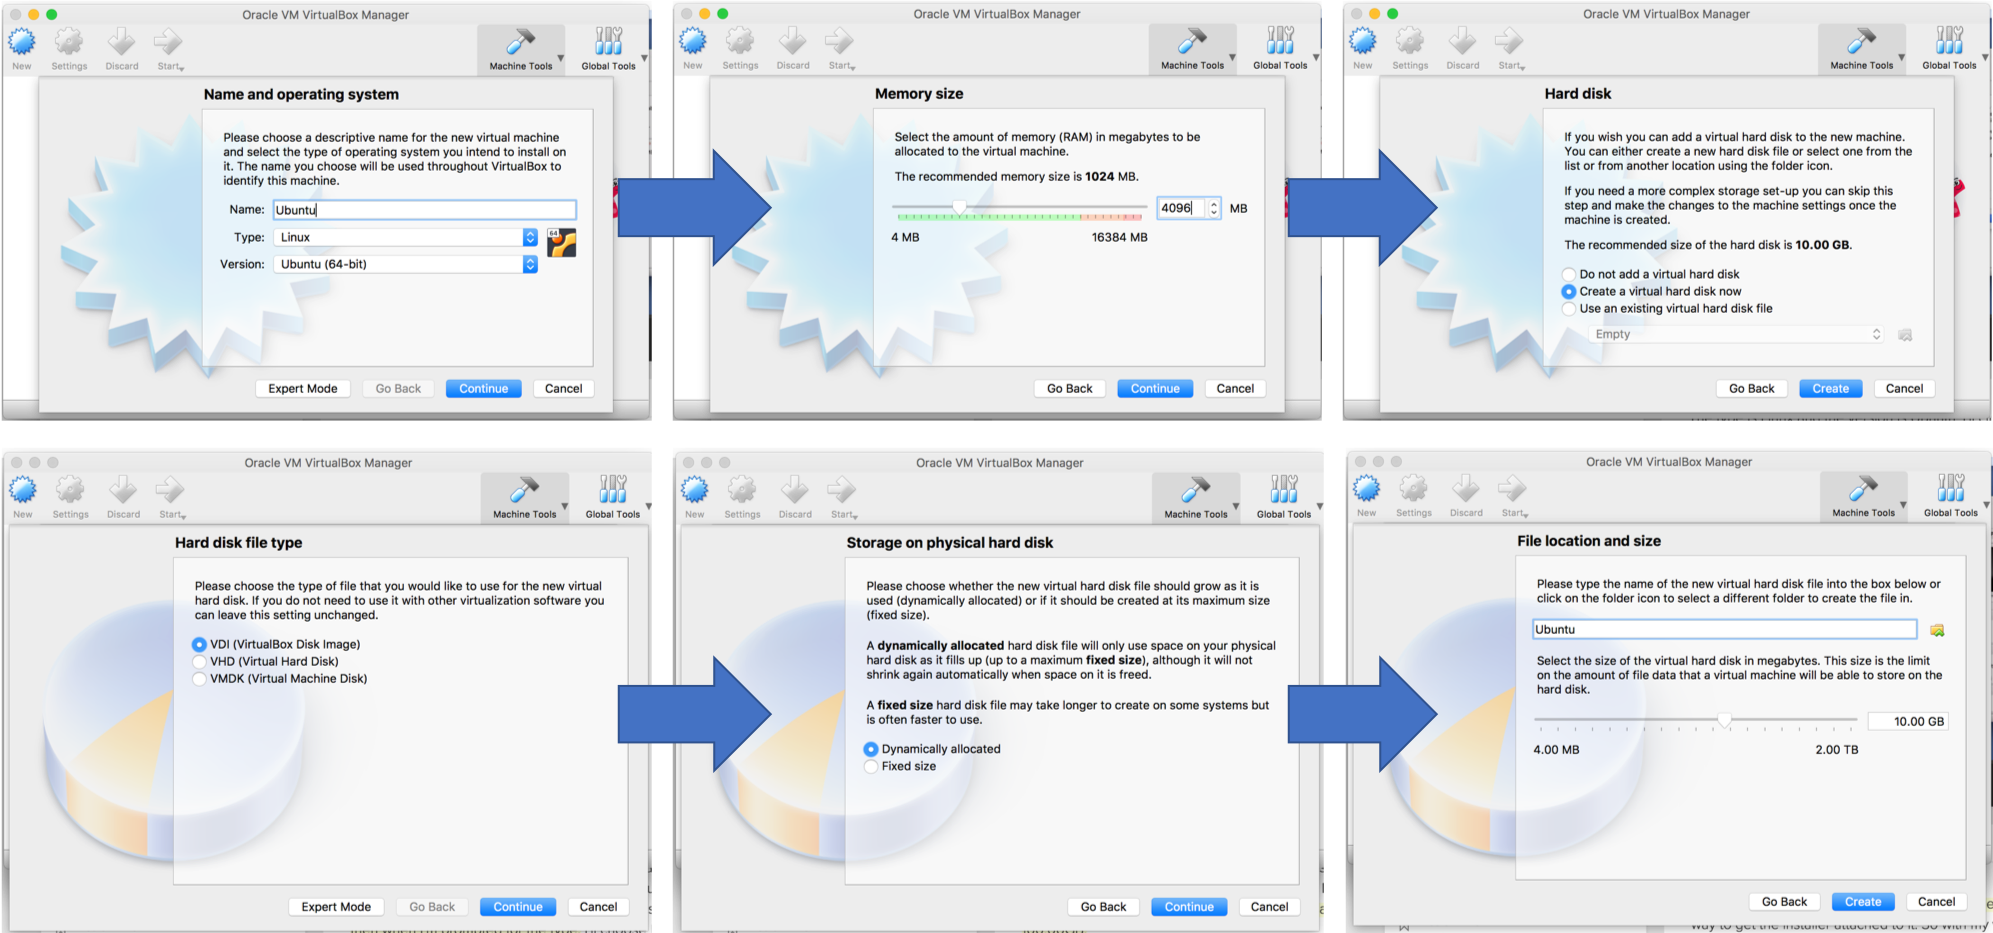 Oracle VM VirtualBox Manager
New
Settings
Discard
Start
Machine Tools
Global Tools
Name and operating system
Please choose a descriptive name for the new virtual machine
and select the type of operating system you intend to install on
it. The name you choose will be used throughout VirtualBox to
identify this machine.
Name: Ubuntu
Type: Linux
64
Version: Ubuntu (64-bit)
Expert Mode
Go Back
Continue
Cancel
Oracle VM VirtualBox Manager
New
Settings
Discard
Start
Machine Tools
Global Tools
Memory size
Select the amount of memory (RAM) in megabytes to be
allocated to the virtual machine.
The recommended memory size is 1024 MB.
4096 MB
4 MB
16384 MB
Go Back
Continue
Cancel
Oracle VM VirtualBox Manager
New
Settings
Discard
Start
Machine Tools
Global Tools
Hard disk
If you wish you can add a virtual hard disk to the new machine.
You can either create a new hard disk file or select one from the
list or from another location using the folder icon.
If you need a more complex storage set-up you can skip this
step and make the changes to the machine settings once the
machine is created.
The recommended size of the hard disk is 10.00 GB.
Do not add a virtual hard disk
Create a virtual hard disk now
Use an existing virtual hard disk file
Empty
Go Back
Create
Cancel
Oracle VM VirtualBox Manager
New
Settings
Discard
Start
Machine Tools
Global Tools
Hard disk file type
Please choose the type of file that you would like to use for the new virtual
hard disk. If you do not need to use it with other virtualization software you
can leave this setting unchanged.
VDI (VirtualBox Disk Image)
VHD (Virtual Hard Disk)
VMDK (Virtual Machine Disk)
Expert Mode
Go Back
Continue
Cancel
Oracle VM VirtualBox Manager
New
Settings
Discard
Start
Machine Tools
Global Tools
Storage on physical hard disk
Please choose whether the new virtual hard disk file should grow as it is
used (dynamically allocated) or if it should be created at its maximum size
(fixed size).
A dynamically allocated hard disk file will only use space on your physical
hard disk as it fills up (up to a maximum fixed size), although it will not
shrink again automatically when space on it is freed.
A fixed size hard disk file may take longer to create on some systems but
is often faster to use.
Dynamically allocated
Fixed size
Go Back
Continue
Cancel
Oracle VM VirtualBox Manager
New
Settings
Discard
Start
Machine Tools
Global Tools
File location and size
Please type the name of the new virtual hard disk file into the box below or
click on the folder icon to select a different folder to create the file in.
Ubuntu
Select the size of the virtual hard disk in megabytes. This size is the limit
on the amount of file data that a virtual machine will be able to store on the
hard disk.
10.00 GB
4.00 MB
2.00 TB
Go Back
Create
Cancel